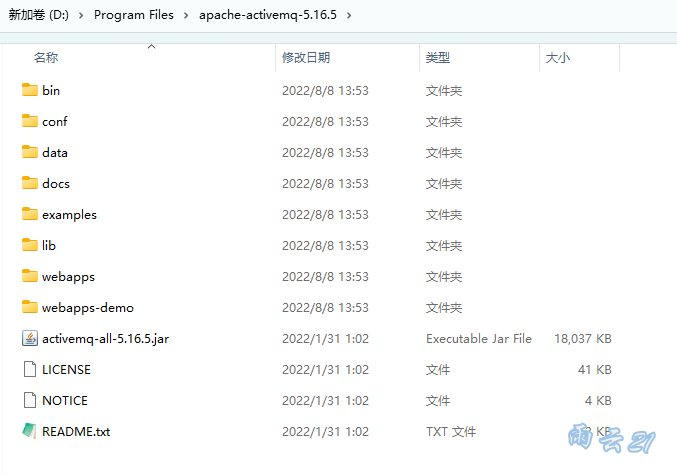 新加卷 (D:) > Program Files > apache-activemq-5.16.5 >
名称 修改日期 类型 大小
bin 2022/8/8 13:53 文件夹
conf 2022/8/8 13:53 文件夹
data 2022/8/8 13:53 文件夹
docs 2022/8/8 13:53 文件夹
examples 2022/8/8 13:53 文件夹
lib 2022/8/8 13:53 文件夹
webapps 2022/8/8 13:53 文件夹
webapps-demo 2022/8/8 13:53 文件夹
activemq-all-5.16.5.jar 2022/1/31 1:02 Executable Jar File 18,037 KB
LICENSE 2022/1/31 1:02 文件 41 KB
NOTICE 2022/1/31 1:02 文件 4 KB
README.txt 2022/1/31 1:02 TXT 文件 KB
雨云21